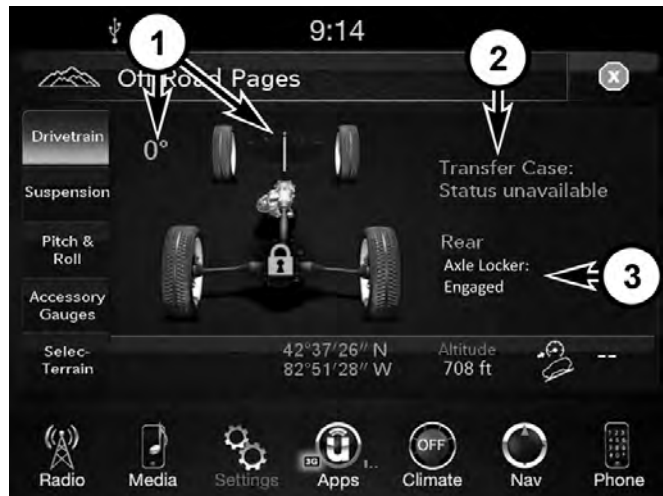 9:14
1
2
Off Road Pages
X
Drivetrain
0°
Transfer Case:
Status unavailable
Suspension
Pitch &
Roll
Rear
Axle Locker:
Engaged
3
Accessory
Gauges
Selec-
Terrain
42°37'26" N
82°51'28" W
Altitude
708 ft
--
3G
OFF
Radio
Media
Settings
Apps
Climate
Nav
Phone